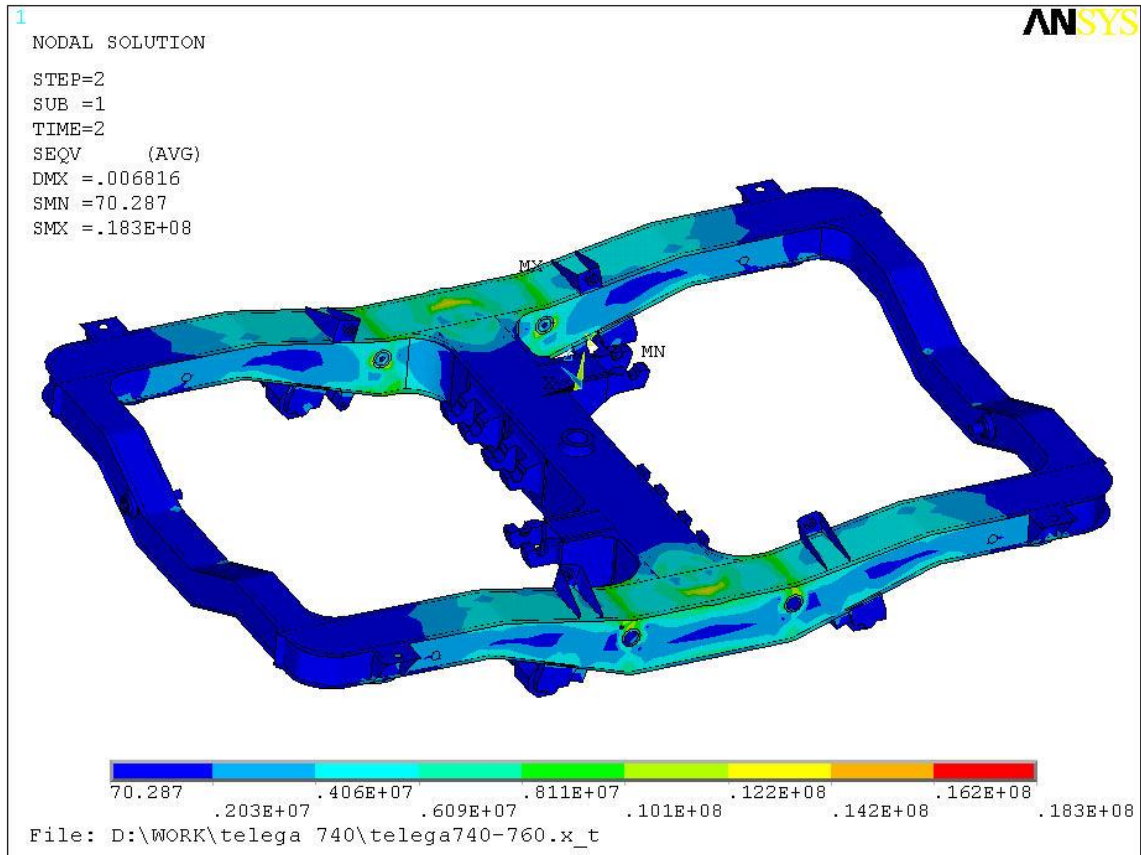 1
ANSYS
NODAL SOLUTION
STEP=2
SUB =1
TIME=2
SEQV     (AVG)
DMX =.006816
SMN =70.287
SMX =.183E+08
MX
MN
70.287 .406E+07 .811E+07 .122E+08 .162E+08
.203E+07 .609E+07 .101E+08 .142E+08 .183E+08
File: D:\WORK\telega 740\telega740-760.x_t